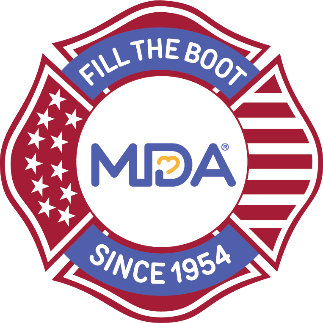 FILL THE BOOT
MDA®
SINCE 1954